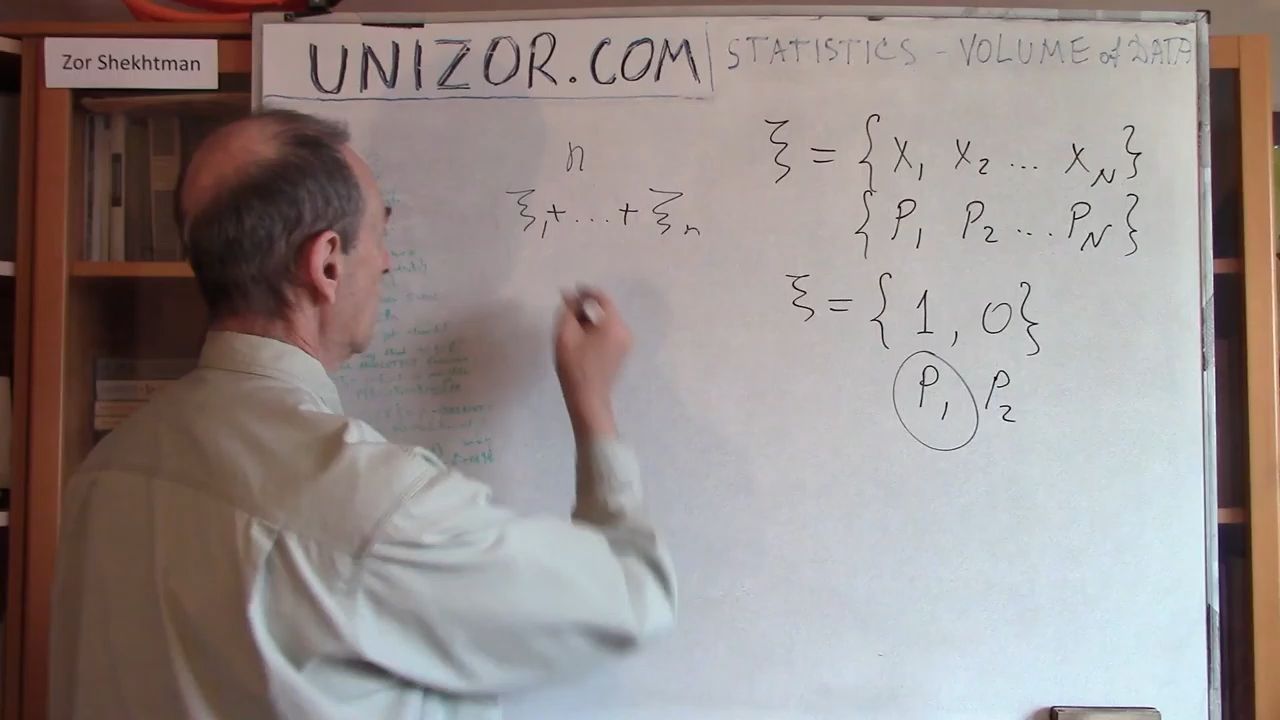 Zor Shekhtman
UNIZOR.COM | STATISTICS - VOLUME of DATA
n
ξ₁+...+ξₙ
ξ = { X₁ X₂ ... X_N }
{ P₁ P₂ ... P_N }
ξ = { 1, 0 }
P₁ P₂